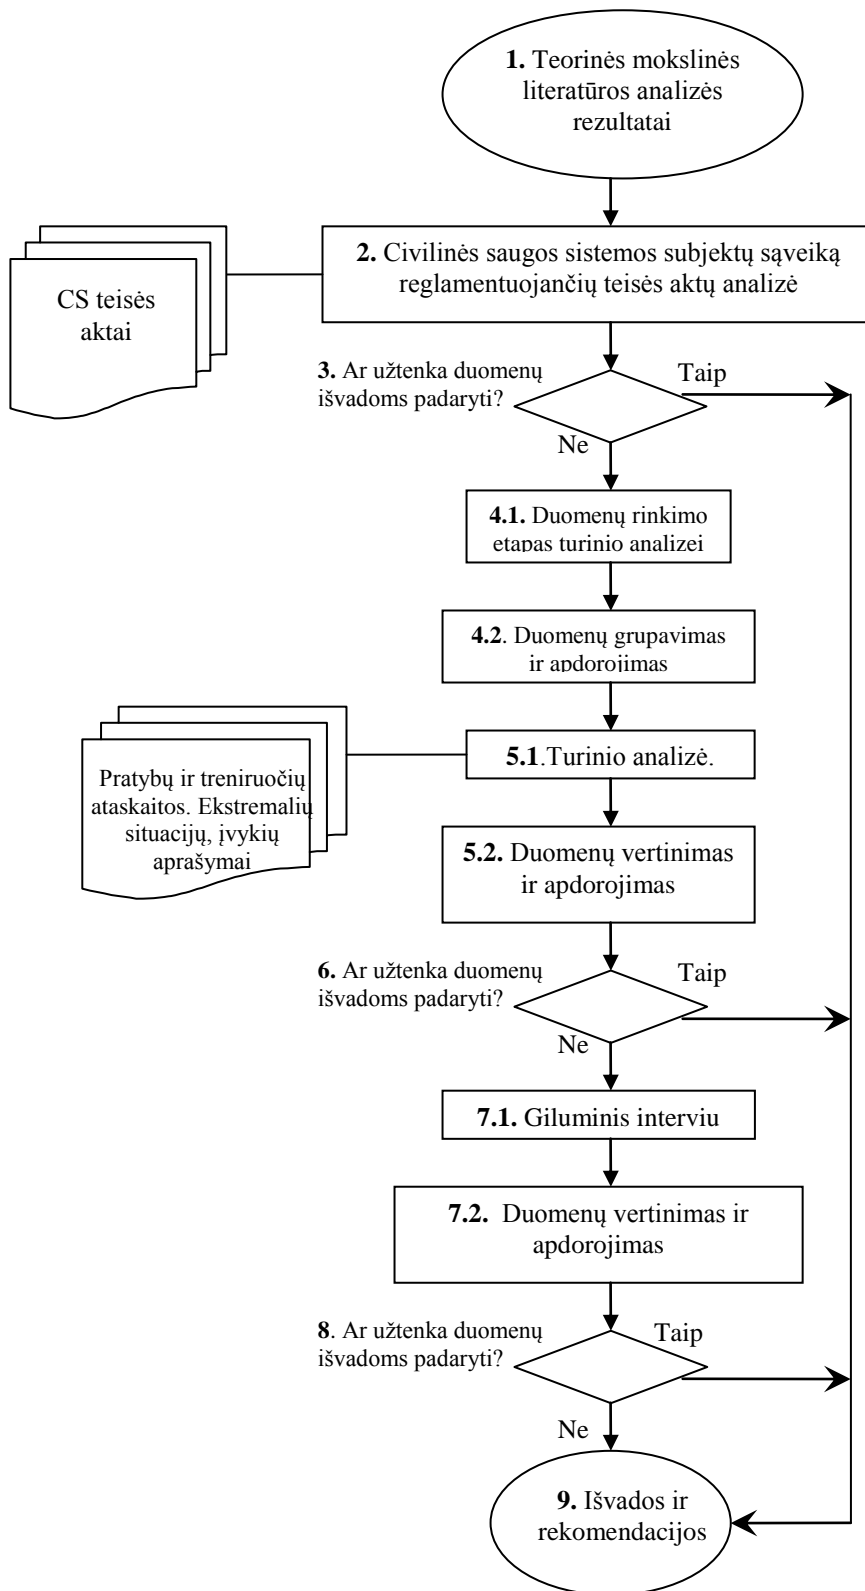 1. Teorinės mokslinės
literatūros analizės
rezultatai
2. Civilinės saugos sistemos subjektų sąveiką
reglamentuojančių teisės aktų analizė
CS teisės
aktai
3. Ar užtenka duomenų
išvadoms padaryti?
Taip
Ne
4.1. Duomenų rinkimo
etapas turinio analizei
4.2. Duomenų grupavimas
ir apdorojimas
5.1.Turinio analizė.
Pratybų ir treniruočių
ataskaitos. Ekstremalių
situacijų, įvykių
aprašymai
5.2. Duomenų vertinimas
ir apdorojimas
6. Ar užtenka duomenų
išvadoms padaryti?
Taip
Ne
7.1. Giluminis interviu
7.2. Duomenų vertinimas ir
apdorojimas
8. Ar užtenka duomenų
išvadoms padaryti?
Taip
Ne
9. Išvados ir
rekomendacijos